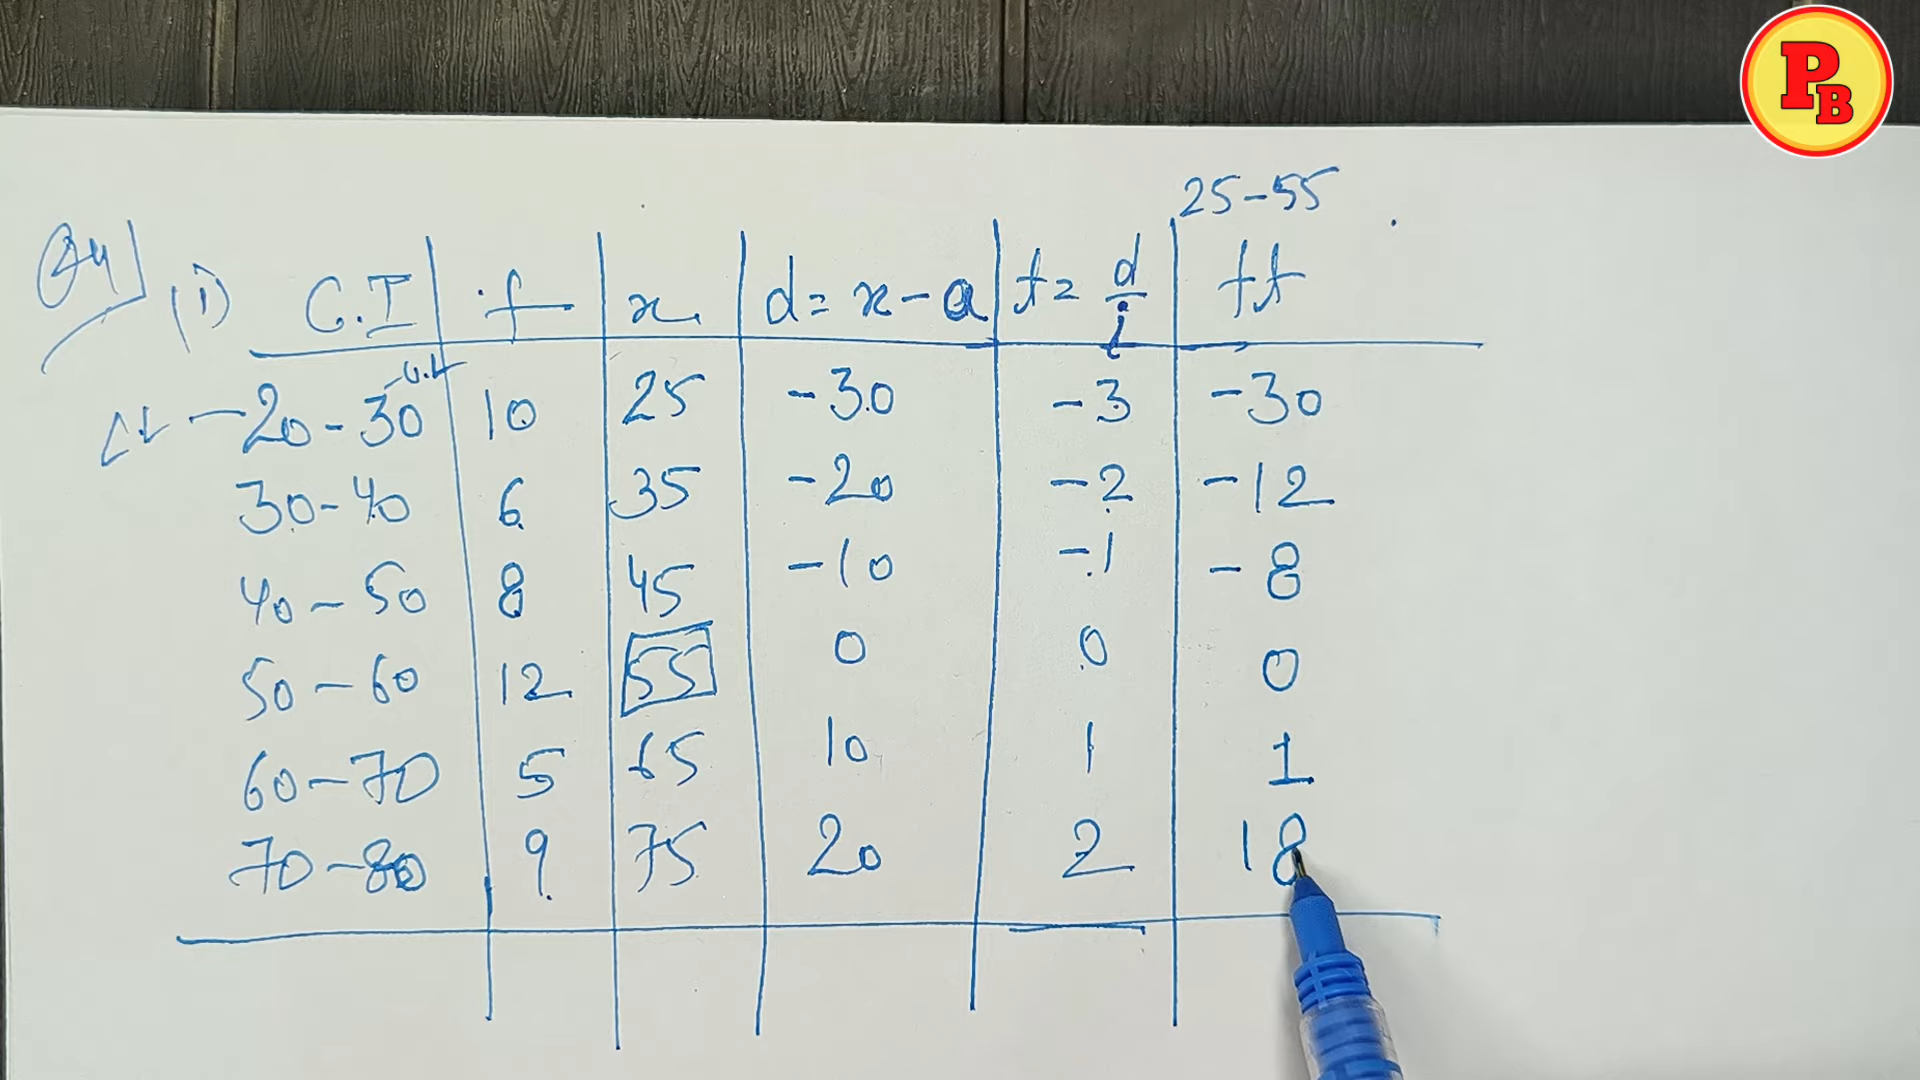 PB
25-55
Q4] (i) C.I f x d = x - a t = d/i ft
L.L - 20-30 - U.L 10 25 -30 -3 -30
30-40 6 35 -20 -2 -12
40-50 8 45 -10 -1 -8
50-60 12 55 0 0 0
60-70 5 65 10 1 1
70-80 9 75 20 2 18